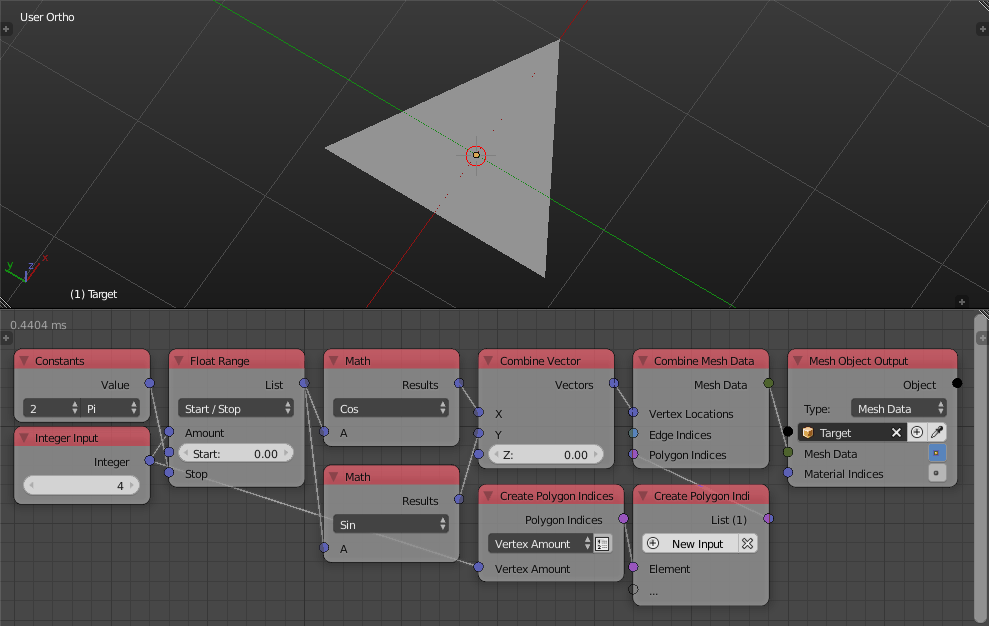 User Ortho
y
z
x
(1) Target
0.4404 ms
Constants
Value
2 Pi
Integer Input
Integer
4
Float Range
List
Start / Stop
Amount
Start: 0.00
Stop
Math
Results
Cos
A
Math
Results
Sin
A
Combine Vector
Vectors
X
Y
Z: 0.00
Create Polygon Indices
Polygon Indices
Vertex Amount
Vertex Amount
Combine Mesh Data
Mesh Data
Vertex Locations
Edge Indices
Polygon Indices
Create Polygon Indi
List (1)
New Input
Element
...
Mesh Object Output
Object
Type: Mesh Data
Target
Mesh Data
Material Indices